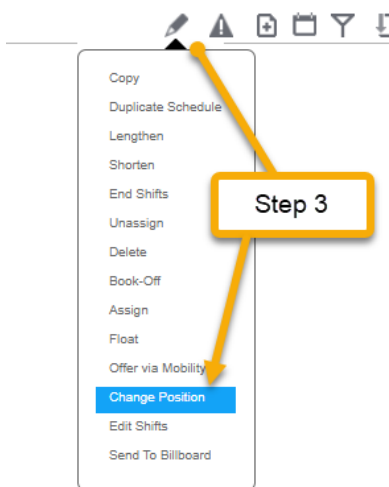 Copy
Duplicate Schedule
Lengthen
Shorten
End Shifts
Step 3
Unassign
Delete
Book-Off
Assign
Float
Offer via Mobility
Change Position
Edit Shifts
Send To Billboard